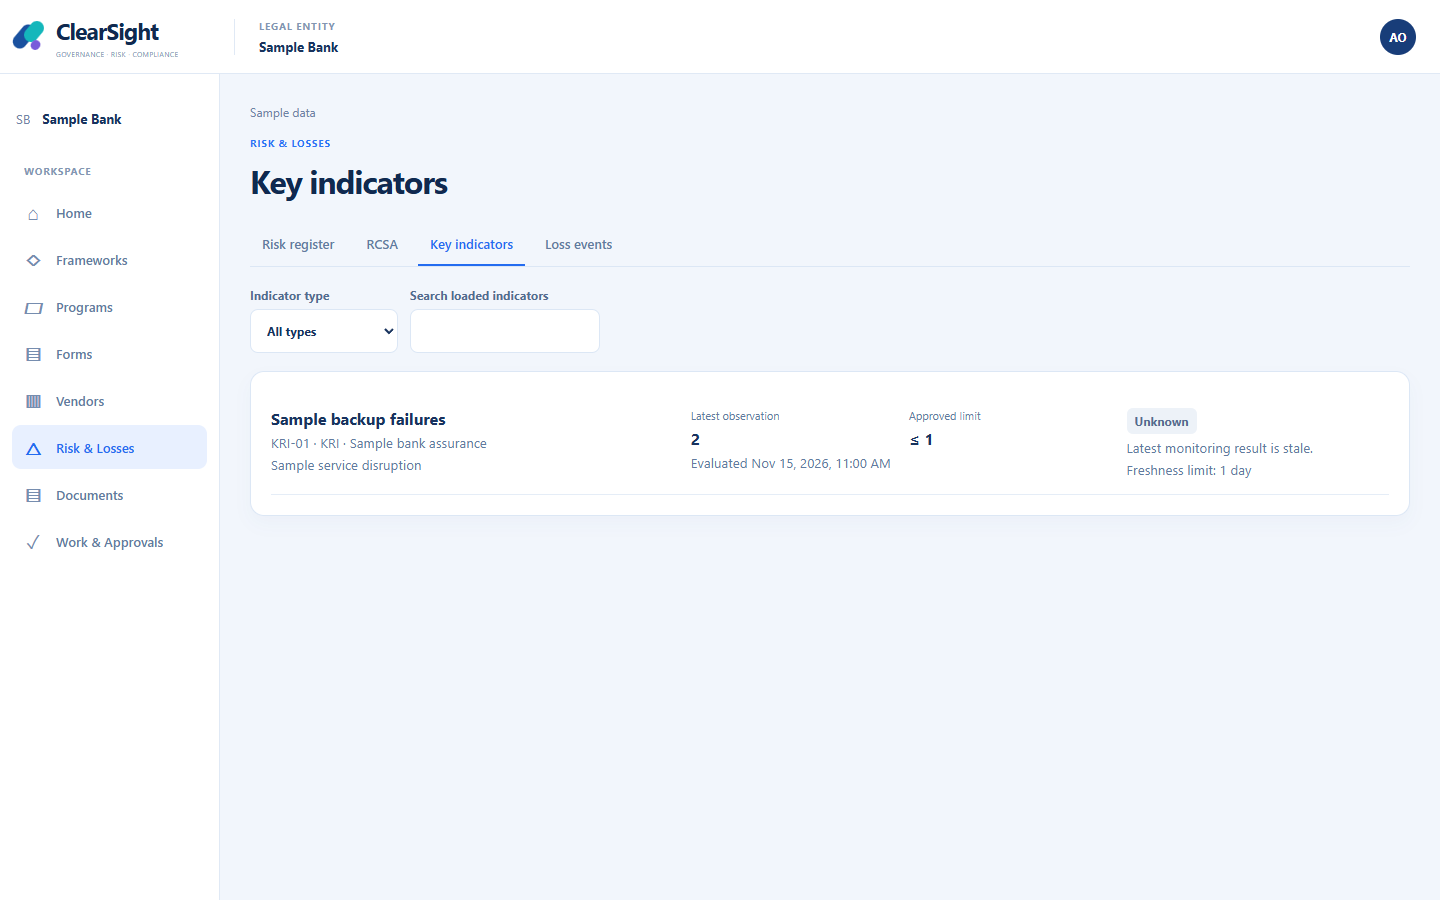 ClearSight
GOVERNANCE · RISK · COMPLIANCE
LEGAL ENTITY
Sample Bank
AO
SB Sample Bank
WORKSPACE
Home
Frameworks
Programs
Forms
Vendors
Risk & Losses
Documents
Work & Approvals
Sample data
RISK & LOSSES
Key indicators
Risk register
RCSA
Key indicators
Loss events
Indicator type
All types
Search loaded indicators
Sample backup failures
KRI-01 · KRI · Sample bank assurance
Sample service disruption
Latest observation
2
Evaluated Nov 15, 2026, 11:00 AM
Approved limit
≤ 1
Unknown
Latest monitoring result is stale.
Freshness limit: 1 day